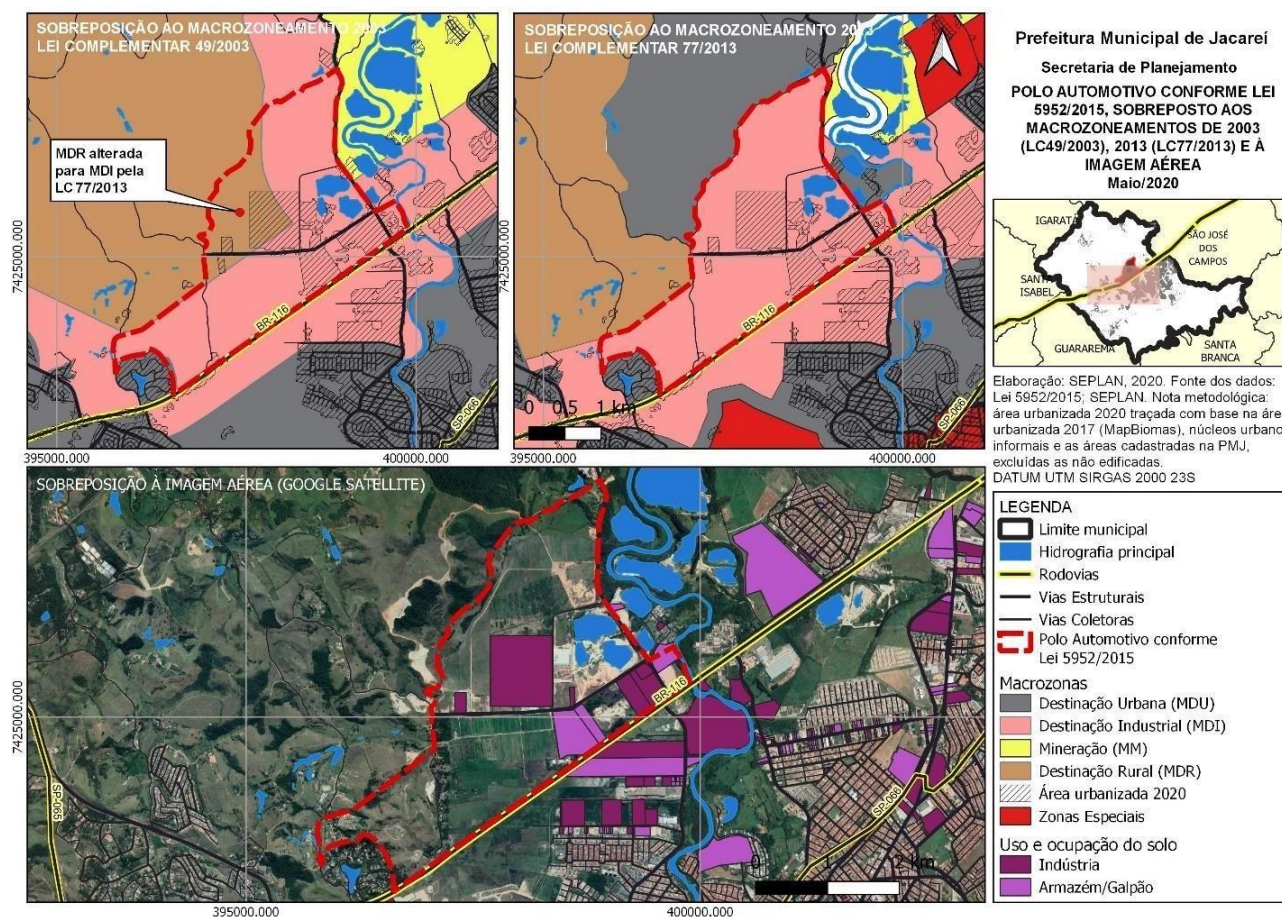 SOBREPOSIÇÃO AO MACROZONEAMENTO 2003
LEI COMPLEMENTAR 49/2003
MDR alterada
para MDI pela
LC 77/2013
BR-116
SP-066
7425000.000
395000.000
400000.000
SOBREPOSIÇÃO AO MACROZONEAMENTO 2013
LEI COMPLEMENTAR 77/2013
BR-116
SP-066
0 0.5 1 km
7425000.000
395000.000
400000.000
SOBREPOSIÇÃO À IMAGEM AÉREA (GOOGLE SATELLITE)
BR-116
SP-065
SP-066
0 1 2 km
7425000.000
395000.000
400000.000
Prefeitura Municipal de Jacareí
Secretaria de Planejamento
POLO AUTOMOTIVO CONFORME LEI
5952/2015, SOBREPOSTO AOS
MACROZONEAMENTOS DE 2003
(LC49/2003), 2013 (LC77/2013) E À
IMAGEM AÉREA
Maio/2020
IGARATÁ
SÃO JOSÉ
DOS
CAMPOS
SANTA
ISABEL
GUARAREMA
SANTA
BRANCA
Elaboração: SEPLAN, 2020. Fonte dos dados:
Lei 5952/2015; SEPLAN. Nota metodológica:
área urbanizada 2020 traçada com base na áre
urbanizada 2017 (MapBiomas), núcleos urbano
informais e as áreas cadastradas na PMJ,
excluídas as não edificadas.
DATUM UTM SIRGAS 2000 23S
LEGENDA
Limite municipal
Hidrografia principal
Rodovias
Vias Estruturais
Vias Coletoras
Polo Automotivo conforme
Lei 5952/2015
Macrozonas
Destinação Urbana (MDU)
Destinação Industrial (MDI)
Mineração (MM)
Destinação Rural (MDR)
Área urbanizada 2020
Zonas Especiais
Uso e ocupação do solo
Indústria
Armazém/Galpão